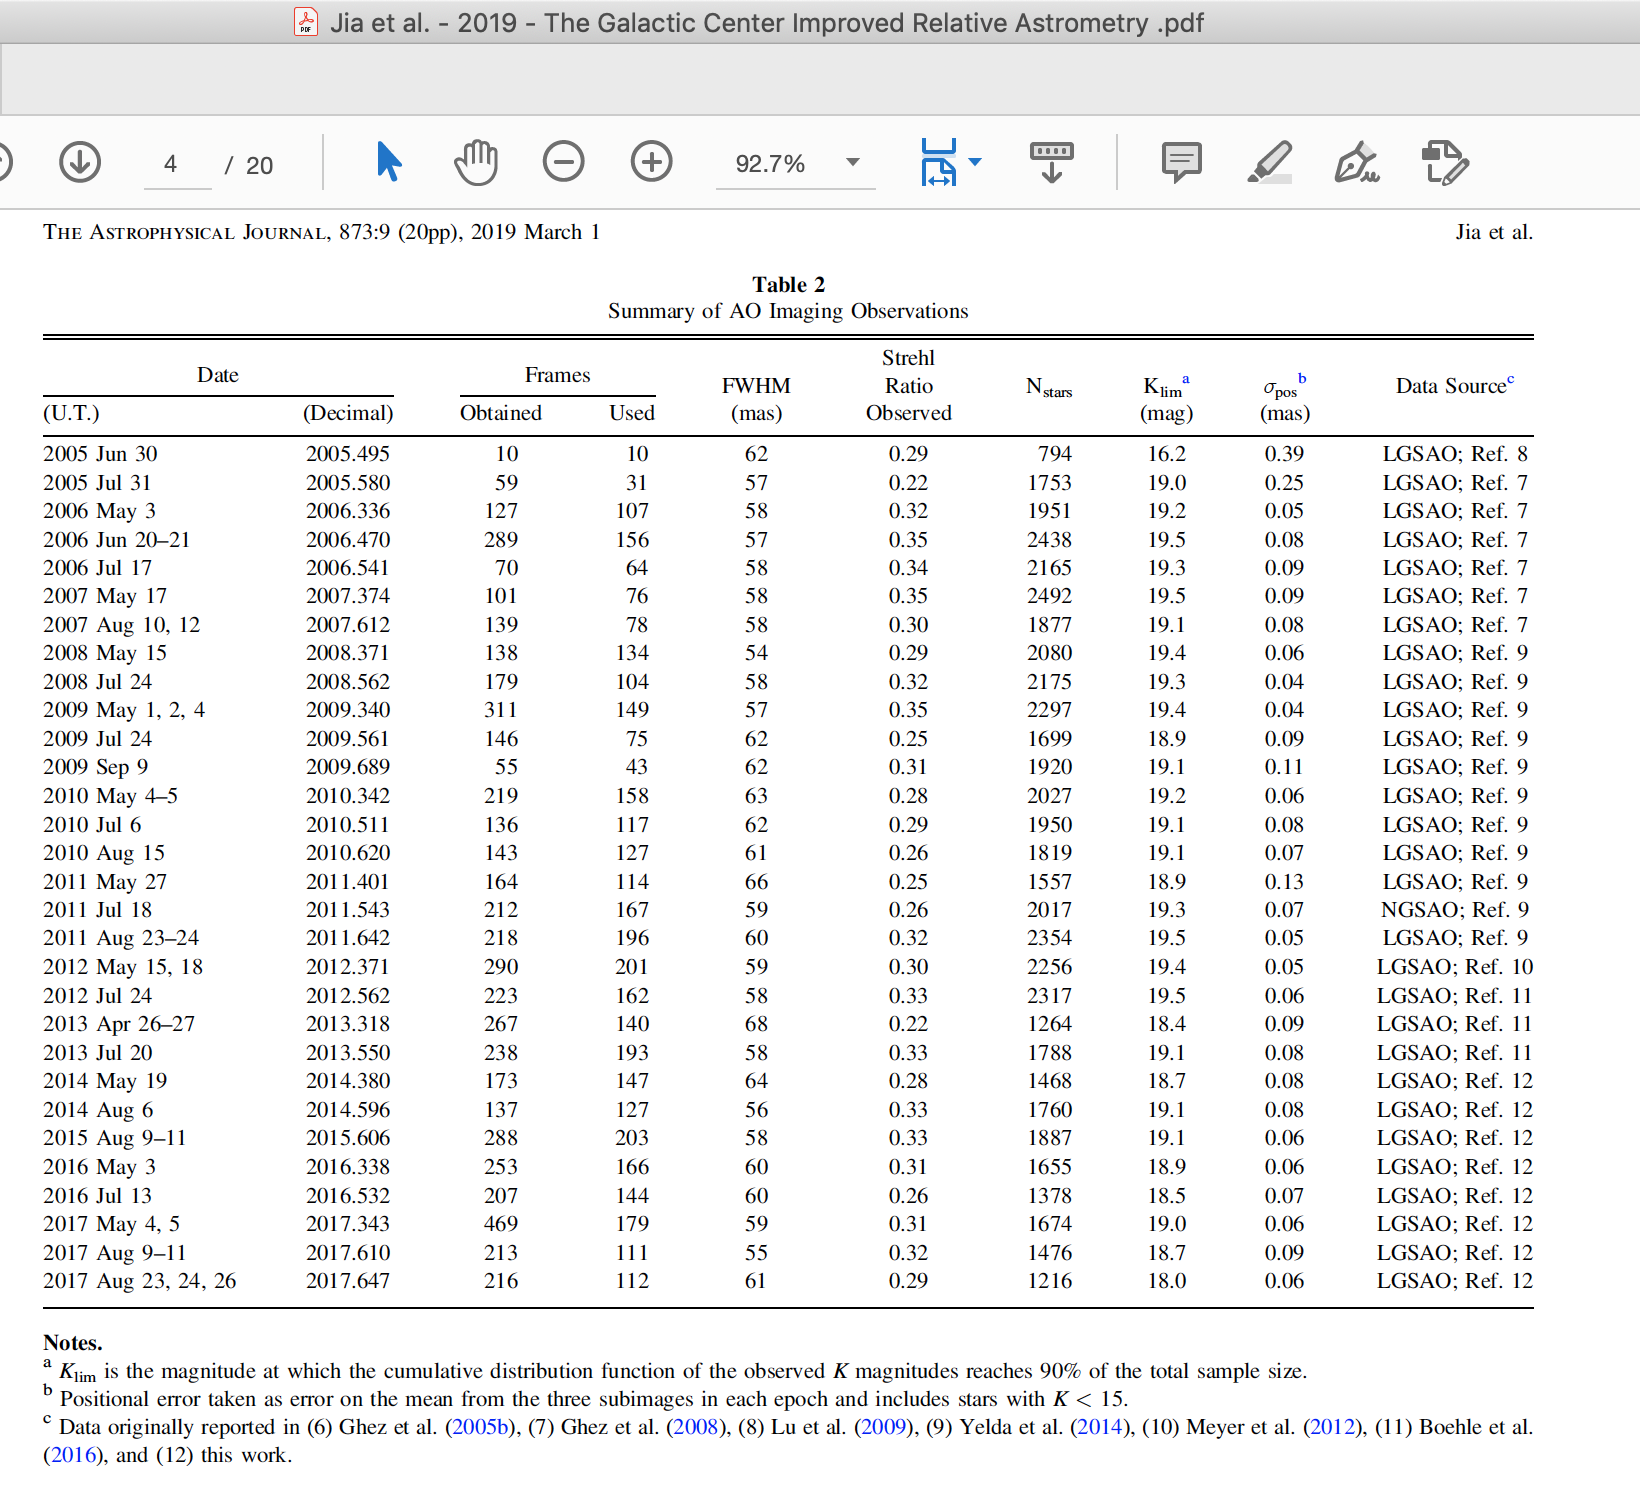 Jia et al. - 2019 - The Galactic Center Improved Relative Astrometry .pdf
4 / 20 92.7%
THE ASTROPHYSICAL JOURNAL, 873:9 (20pp), 2019 March 1 Jia et al.
Table 2
Summary of AO Imaging Observations
Date Frames FWHM (mas) Strehl Ratio Observed Nstars Klim a (mag) σpos b (mas) Data Source c
(U.T.) (Decimal) Obtained Used
2005 Jun 30 2005.495 10 10 62 0.29 794 16.2 0.39 LGSAO; Ref. 8
2005 Jul 31 2005.580 59 31 57 0.22 1753 19.0 0.25 LGSAO; Ref. 7
2006 May 3 2006.336 127 107 58 0.32 1951 19.2 0.05 LGSAO; Ref. 7
2006 Jun 20–21 2006.470 289 156 57 0.35 2438 19.5 0.08 LGSAO; Ref. 7
2006 Jul 17 2006.541 70 64 58 0.34 2165 19.3 0.09 LGSAO; Ref. 7
2007 May 17 2007.374 101 76 58 0.35 2492 19.5 0.09 LGSAO; Ref. 7
2007 Aug 10, 12 2007.612 139 78 58 0.30 1877 19.1 0.08 LGSAO; Ref. 7
2008 May 15 2008.371 138 134 54 0.29 2080 19.4 0.06 LGSAO; Ref. 9
2008 Jul 24 2008.562 179 104 58 0.32 2175 19.3 0.04 LGSAO; Ref. 9
2009 May 1, 2, 4 2009.340 311 149 57 0.35 2297 19.4 0.04 LGSAO; Ref. 9
2009 Jul 24 2009.561 146 75 62 0.25 1699 18.9 0.09 LGSAO; Ref. 9
2009 Sep 9 2009.689 55 43 62 0.31 1920 19.1 0.11 LGSAO; Ref. 9
2010 May 4–5 2010.342 219 158 63 0.28 2027 19.2 0.06 LGSAO; Ref. 9
2010 Jul 6 2010.511 136 117 62 0.29 1950 19.1 0.08 LGSAO; Ref. 9
2010 Aug 15 2010.620 143 127 61 0.26 1819 19.1 0.07 LGSAO; Ref. 9
2011 May 27 2011.401 164 114 66 0.25 1557 18.9 0.13 LGSAO; Ref. 9
2011 Jul 18 2011.543 212 167 59 0.26 2017 19.3 0.07 NGSAO; Ref. 9
2011 Aug 23–24 2011.642 218 196 60 0.32 2354 19.5 0.05 LGSAO; Ref. 9
2012 May 15, 18 2012.371 290 201 59 0.30 2256 19.4 0.05 LGSAO; Ref. 10
2012 Jul 24 2012.562 223 162 58 0.33 2317 19.5 0.06 LGSAO; Ref. 11
2013 Apr 26–27 2013.318 267 140 68 0.22 1264 18.4 0.09 LGSAO; Ref. 11
2013 Jul 20 2013.550 238 193 58 0.33 1788 19.1 0.08 LGSAO; Ref. 11
2014 May 19 2014.380 173 147 64 0.28 1468 18.7 0.08 LGSAO; Ref. 12
2014 Aug 6 2014.596 137 127 56 0.33 1760 19.1 0.08 LGSAO; Ref. 12
2015 Aug 9–11 2015.606 288 203 58 0.33 1887 19.1 0.06 LGSAO; Ref. 12
2016 May 3 2016.338 253 166 60 0.31 1655 18.9 0.06 LGSAO; Ref. 12
2016 Jul 13 2016.532 207 144 60 0.26 1378 18.5 0.07 LGSAO; Ref. 12
2017 May 4, 5 2017.343 469 179 59 0.31 1674 19.0 0.06 LGSAO; Ref. 12
2017 Aug 9–11 2017.610 213 111 55 0.32 1476 18.7 0.09 LGSAO; Ref. 12
2017 Aug 23, 24, 26 2017.647 216 112 61 0.29 1216 18.0 0.06 LGSAO; Ref. 12
Notes.
a Klim is the magnitude at which the cumulative distribution function of the observed K magnitudes reaches 90% of the total sample size.
b Positional error taken as error on the mean from the three subimages in each epoch and includes stars with K < 15.
c Data originally reported in (6) Ghez et al. (2005b), (7) Ghez et al. (2008), (8) Lu et al. (2009), (9) Yelda et al. (2014), (10) Meyer et al. (2012), (11) Boehle et al.
(2016), and (12) this work.